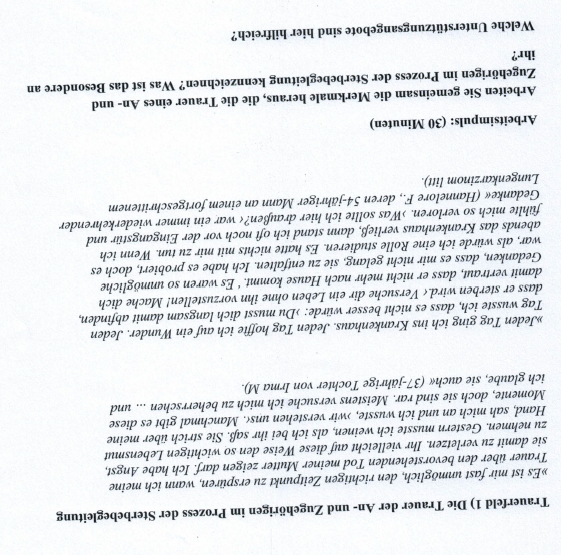 Trauerfeld 1) Die Trauer der An- und Zugehörigen im Prozess der Sterbebegleitung
»Es ist mir fast unmöglich, den richtigen Zeitpunkt zu erspüren, wann ich meine
Trauer über den bevorstehenden Tod meiner Mutter zeigen darf. Ich habe Angst,
sie damit zu verletzen. Ihr vielleicht auf diese Weise den so wichtigen Lebensmut
zu nehmen. Gestern musste ich weinen, als ich bei ihr saß. Sie strich über meine
Hand, sah mich an und ich wusste, ›wir verstehen uns‹. Manchmal gibt es diese
Momente, doch sie sind rar. Meistens versuche ich mich zu beherrschen ... und
ich glaube, sie auch« (37-jährige Tochter von Irma M).
»Jeden Tag ging ich ins Krankenhaus. Jeden Tag hoffte ich auf ein Wunder. Jeden
Tag wusste ich, dass es nicht besser würde: ›Du musst dich langsam damit abfinden,
dass er sterben wird.‹ Versuche dir ein Leben ohne ihn vorzustellen! Mache dich
damit vertraut, dass er nicht mehr nach Hause kommt. ' Es waren so unmögliche
Gedanken, dass es mir nicht gelang, sie zu entfalten. Ich habe es probiert, doch es
war, als würde ich eine Rolle studieren. Es hatte nichts mit mir zu tun. Wenn ich
abends das Krankenhaus verließ, dann stand ich oft noch vor der Eingangstür und
fühlte mich so verloren. ›Was sollte ich hier draußen?‹ war ein immer wiederkehrender
Gedanke« (Hannelore F., deren 54-jähriger Mann an einem fortgeschrittenem
Lungenkarzinom litt).
Arbeitsimpuls: (30 Minuten)
Arbeiten Sie gemeinsam die Merkmale heraus, die die Trauer eines An- und
Zugehörigen im Prozess der Sterbebegleitung kennzeichnen? Was ist das Besondere an
ihr?
Welche Unterstützungsangebote sind hier hilfreich?